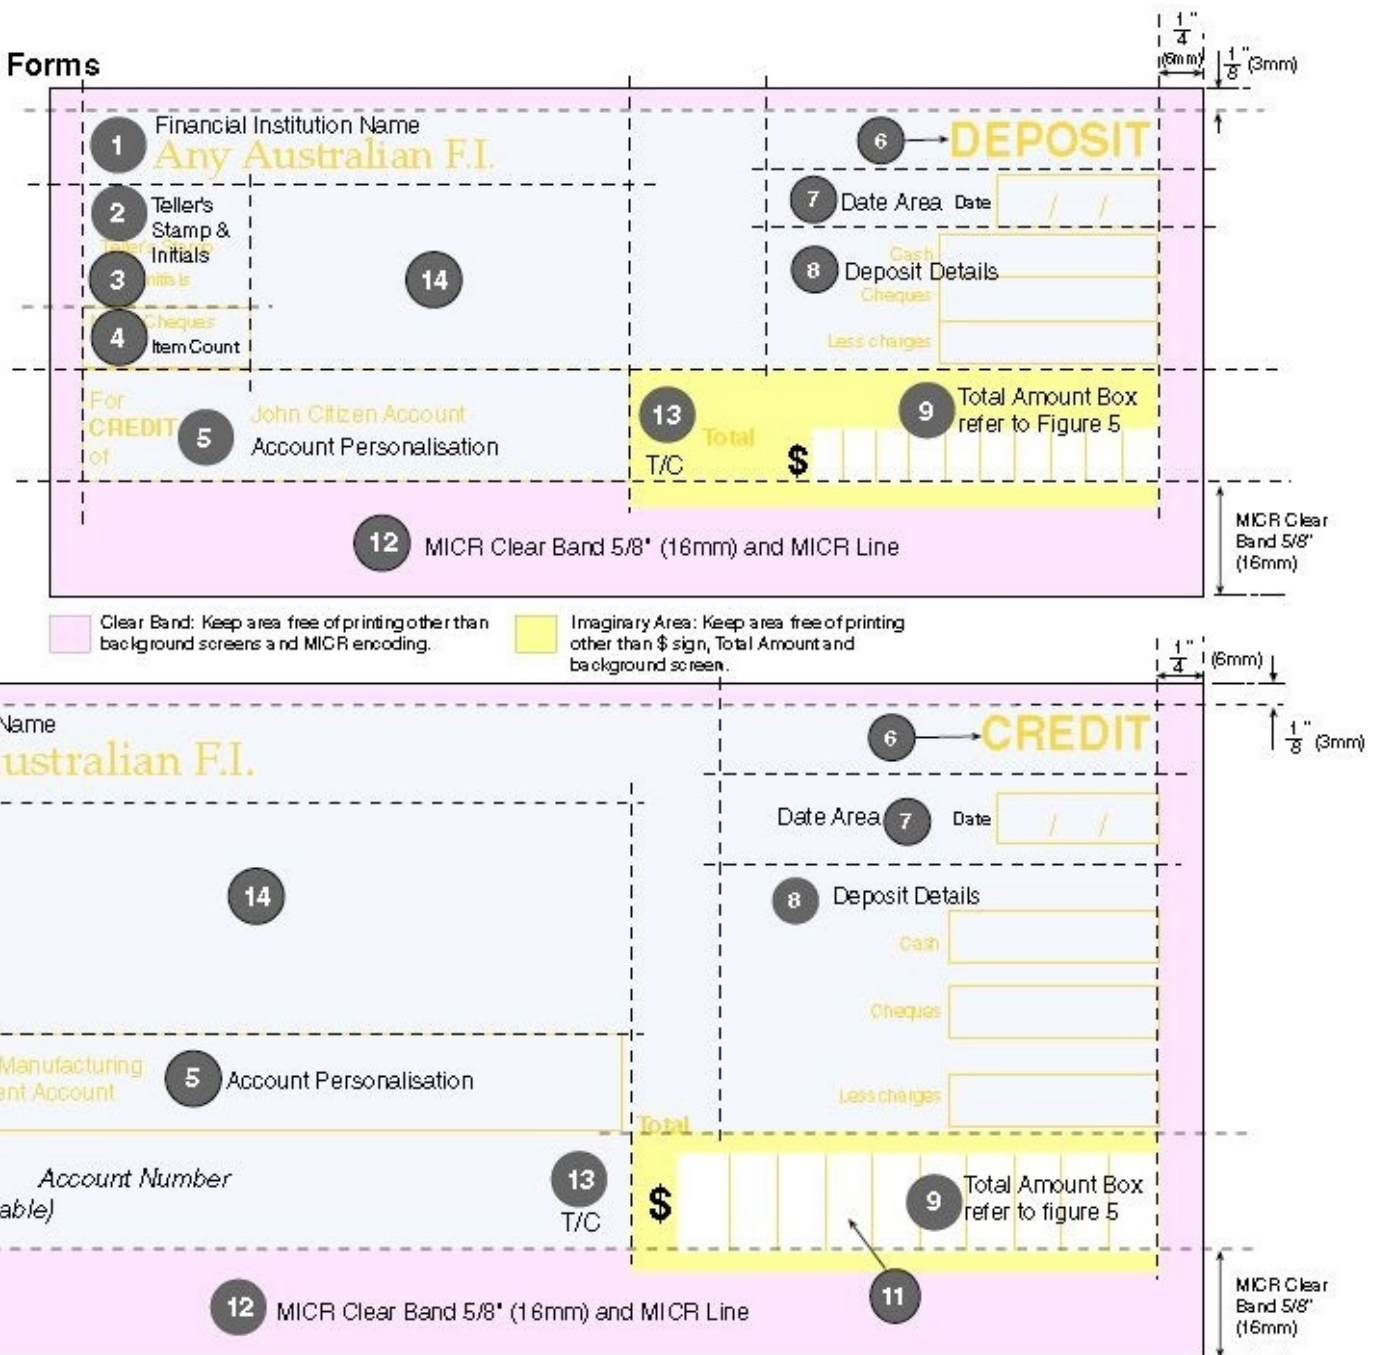 Forms
1/4" (6mm)
1/8" (3mm)
1 Financial Institution Name
Any Australian F.I.
6 DEPOSIT
2 Teller's
Stamp &
Initials
Teller's Stamp
3
14
7 Date Area Date / /
8 Deposit Details
Cash
Cheques
Less charges
4 Cheques
Item Count
For
CREDIT
of
5 John Citizen Account
Account Personalisation
13
T/C
Total
$
9 Total Amount Box
refer to Figure 5
12 MICR Clear Band 5/8" (16mm) and MICR Line
MICR Clear
Band 5/8"
(16mm)
Clear Band: Keep area free of printing other than
background screens and MICR encoding.
Imaginary Area: Keep area free of printing
other than $ sign, Total Amount and
background screen.
1/4" (6mm)
1/8" (3mm)
Name
ustralian F.I.
6 CREDIT
Date Area 7 Date / /
14
8 Deposit Details
Cash
Cheques
Less charges
Manufacturing
ent Account
5 Account Personalisation
Total
Account Number
able)
13
T/C
$
9 Total Amount Box
refer to figure 5
11
12 MICR Clear Band 5/8" (16mm) and MICR Line
MICR Clear
Band 5/8"
(16mm)